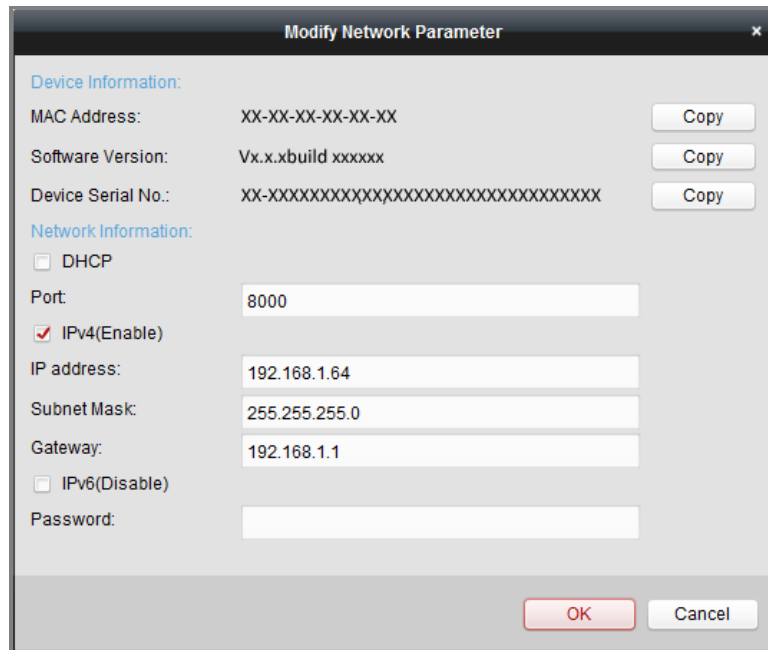 Modify Network Parameter ×
Device Information:
MAC Address: XX-XX-XX-XX-XX-XX Copy
Software Version: Vx.x.xbuild xxxxxx Copy
Device Serial No.: XX-XXXXXXXXXXXXXXXXXXXXXXXXXXXXXXXX Copy
Network Information:
DHCP
Port: 8000
IPv4(Enable)
IP address: 192.168.1.64
Subnet Mask: 255.255.255.0
Gateway: 192.168.1.1
IPv6(Disable)
Password:
OK Cancel